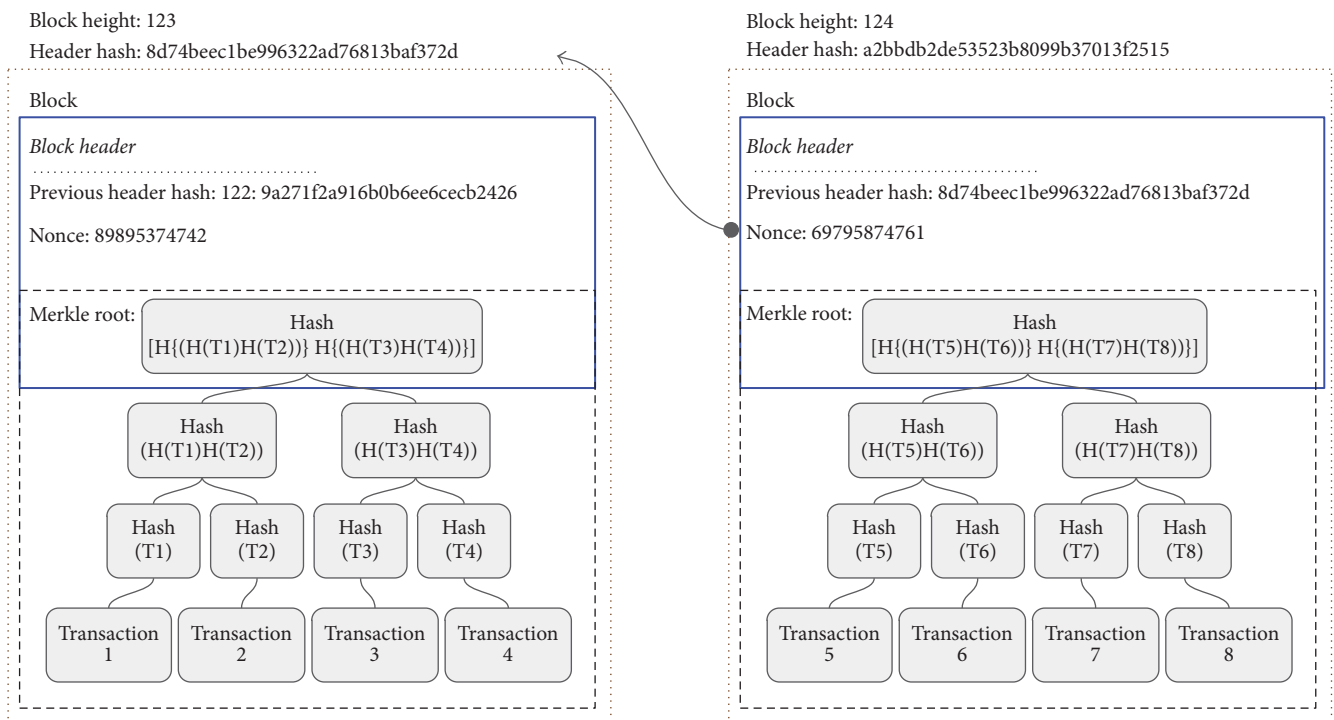 Block height: 123
Header hash: 8d74beec1be996322ad76813baf372d
Block
Block header
Previous header hash: 122: 9a271f2a916b0b6ee6cecb2426
Nonce: 89895374742
Merkle root:
Hash
[H{(H(T1)H(T2))} H{(H(T3)H(T4))}]
Hash
(H(T1)H(T2))
Hash
(H(T3)H(T4))
Hash
(T1)
Hash
(T2)
Hash
(T3)
Hash
(T4)
Transaction
1
Transaction
2
Transaction
3
Transaction
4
Block height: 124
Header hash: a2bbdb2de53523b8099b37013f2515
Block
Block header
Previous header hash: 8d74beec1be996322ad76813baf372d
Nonce: 69795874761
Merkle root:
Hash
[H{(H(T5)H(T6))} H{(H(T7)H(T8))}]
Hash
(H(T5)H(T6))
Hash
(H(T7)H(T8))
Hash
(T5)
Hash
(T6)
Hash
(T7)
Hash
(T8)
Transaction
5
Transaction
6
Transaction
7
Transaction
8